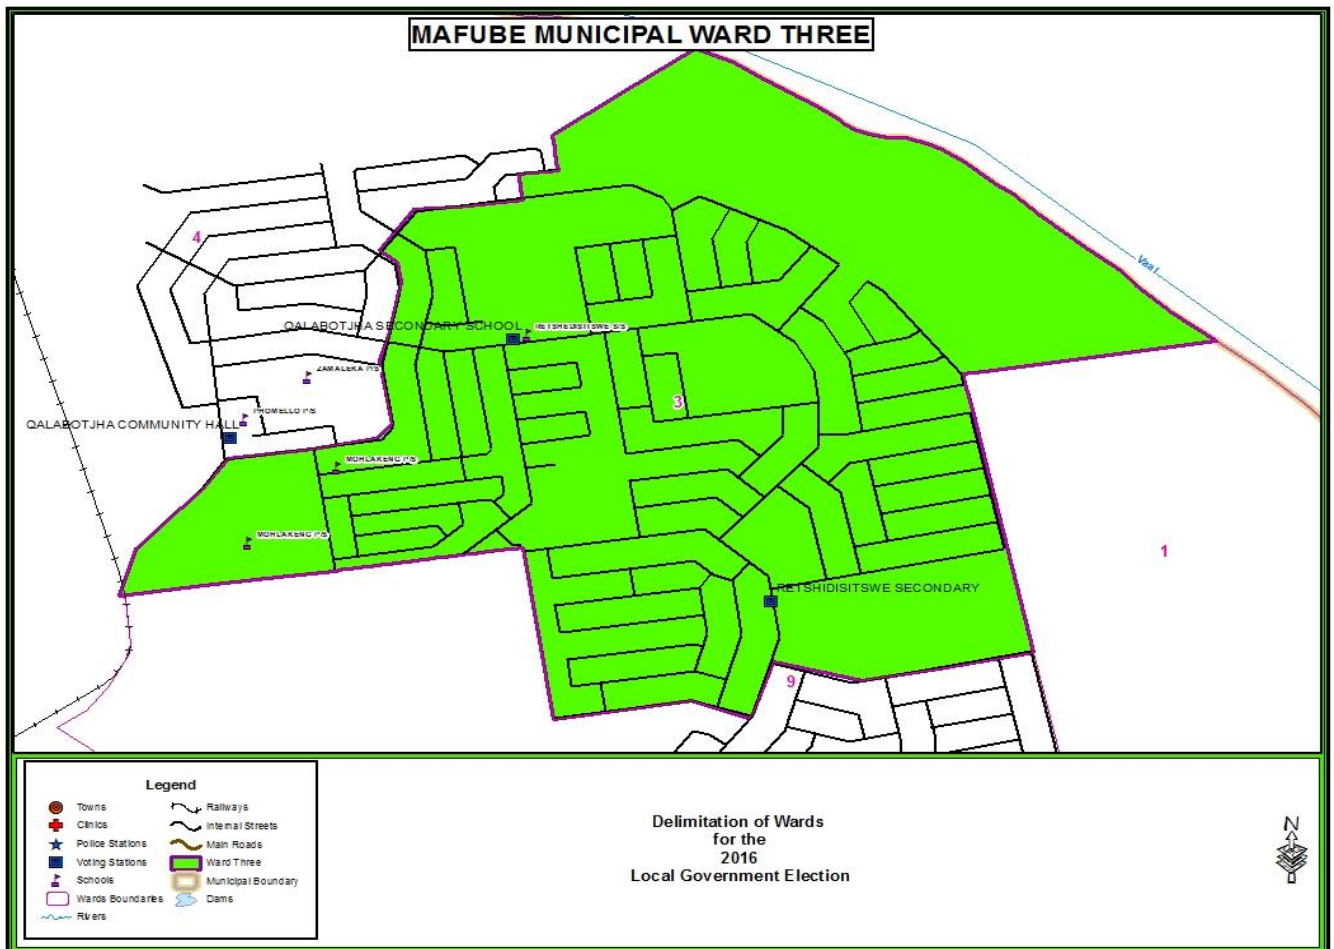 MAFUBE MUNICIPAL WARD THREE
4
Vaal
QALABOTJHA SECONDARY SCHOOL
RETSHEDISITSWE S/S
ZAMALEKA P/S
3
PHOMELLO P/S
QALABOTJHA COMMUNITY HALL
MOHLAKENG P/S
MOHLAKENG P/S
1
RETSHIDISITSWE SECONDARY
9
Legend
Towns
Clinics
Police Stations
Voting Stations
Schools
Wards Boundaries
Rivers
Railways
Internal Streets
Main Roads
Ward Three
Municipal Boundary
Dams
Delimitation of Wards
for the
2016
Local Government Election
N